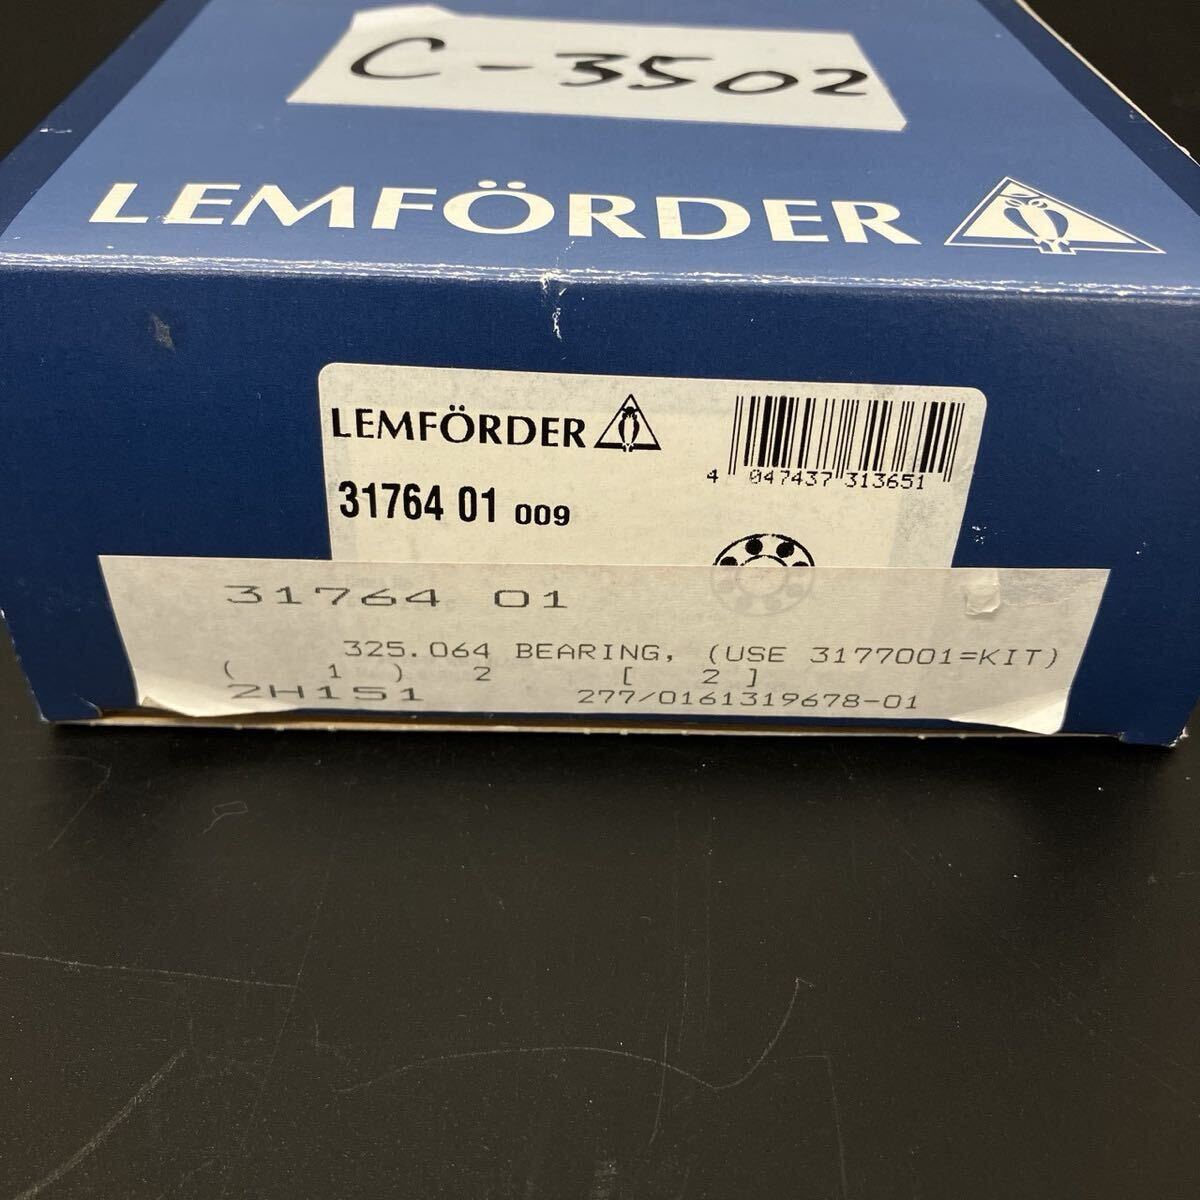 C-3502
LEMFÖRDER
LEMFÖRDER
4 047437 313651
31764 01 009
31764 01
325.064 BEARING, (USE 3177001=KIT)
( 1 ) 2 [ 2 ]
2H151 277/0161319678-01